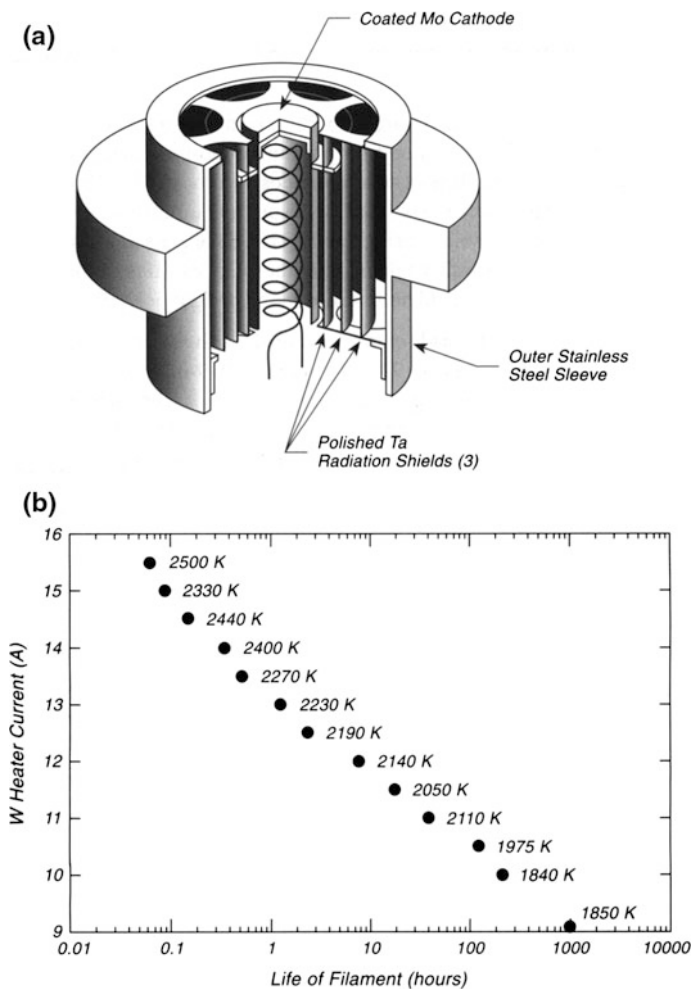 (a)
Coated Mo Cathode
Outer Stainless
Steel Sleeve
Polished Ta
Radiation Shields (3)
(b)
W Heater Current (A)
16
15
14
13
12
11
10
9
2500 K
2330 K
2440 K
2400 K
2270 K
2230 K
2190 K
2140 K
2050 K
2110 K
1975 K
1840 K
1850 K
0.01 0.1 1 10 100 1000 10000
Life of Filament (hours)